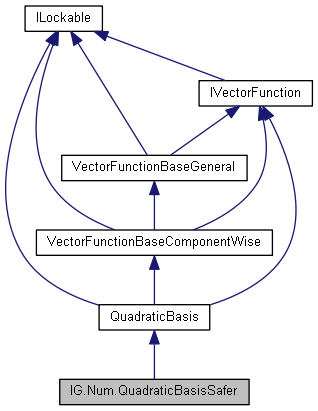 ILockable
IVectorFunction
VectorFunctionBaseGeneral
VectorFunctionBaseComponentWise
QuadraticBasis
IG.Num.QuadraticBasisSafer